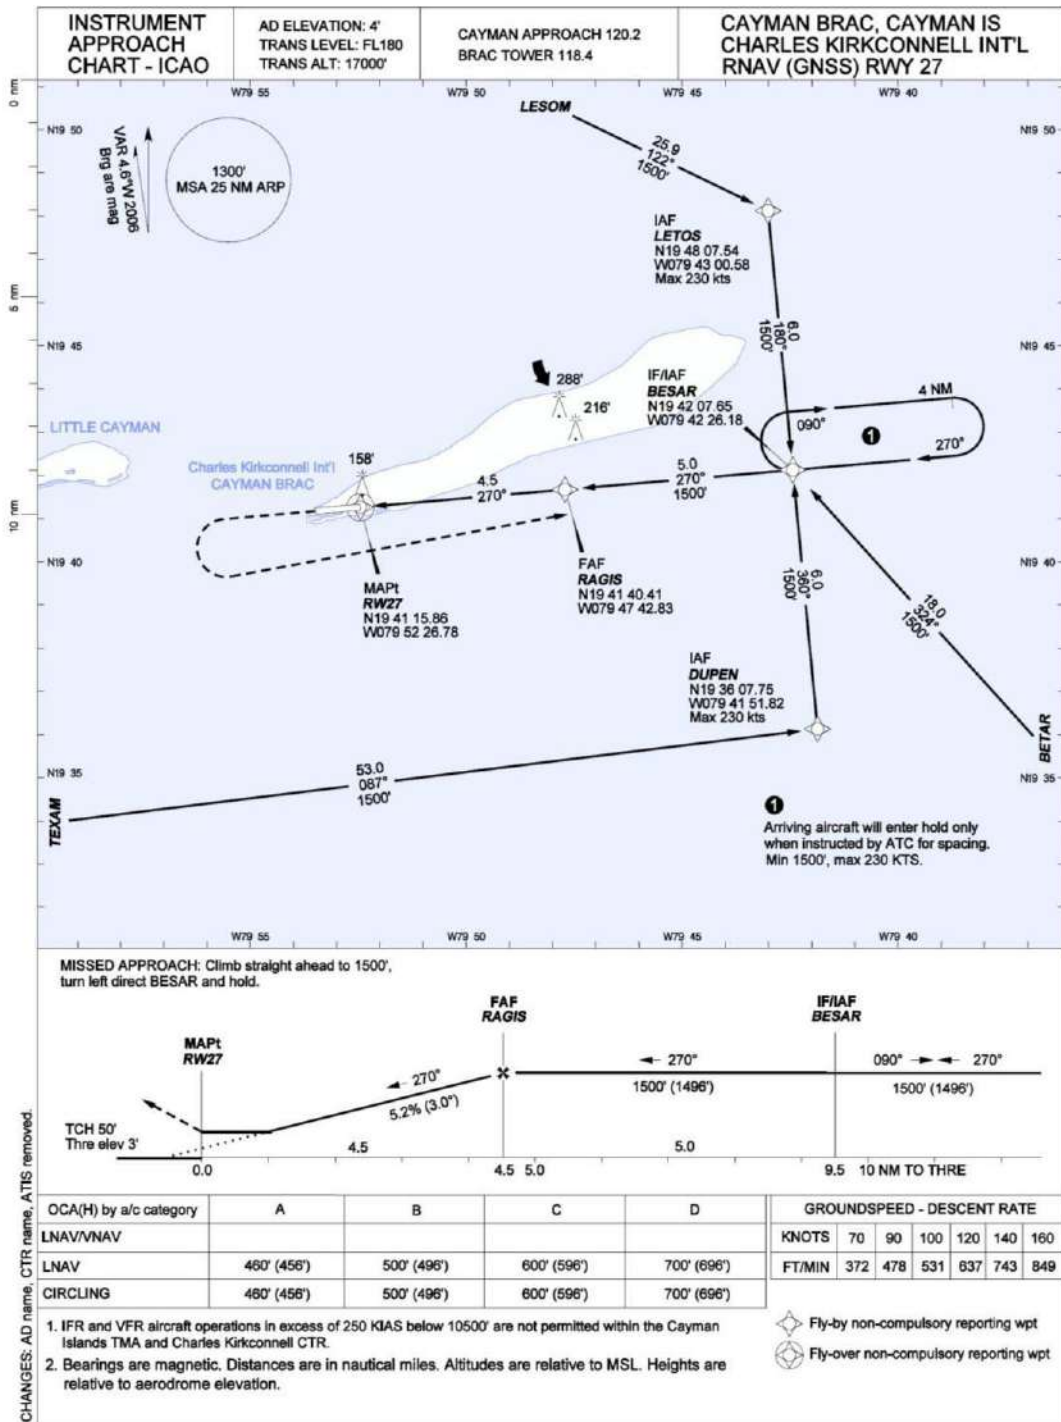 INSTRUMENT
APPROACH
CHART - ICAO
AD ELEVATION: 4'
TRANS LEVEL: FL180
TRANS ALT: 17000'
CAYMAN APPROACH 120.2
BRAC TOWER 118.4
CAYMAN BRAC, CAYMAN IS
CHARLES KIRKCONNELL INT'L
RNAV (GNSS) RWY 27
0 nm
5 nm
10 nm
W79 55
W79 50
W79 45
W79 40
N19 50
N19 50
VAR 4.6°W 2006
Brg are mag
1300'
MSA 25 NM ARP
LESOM
25.9
122°
1500'
IAF
LETOS
N19 48 07.54
W079 43 00.58
Max 230 kts
6.0
180°
1500'
N19 45
N19 45
IF/IAF
BESAR
N19 42 07.65
W079 42 26.18
4 NM
090°
1
270°
288'
216'
158'
LITTLE CAYMAN
Charles Kirkconnell Int'l
CAYMAN BRAC
4.5
270°
5.0
270°
1500'
N19 40
N19 40
MAPt
RW27
N19 41 15.86
W079 52 26.78
FAF
RAGIS
N19 41 40.41
W079 47 42.83
6.0
360°
1500'
18.0
324°
1500'
BETAR
IAF
DUPEN
N19 36 07.75
W079 41 51.82
Max 230 kts
N19 35
N19 35
53.0
087°
1500'
TEXAM
1
Arriving aircraft will enter hold only
when instructed by ATC for spacing.
Min 1500', max 230 KTS.
W79 55
W79 50
W79 45
W79 40
MISSED APPROACH: Climb straight ahead to 1500',
turn left direct BESAR and hold.
MAPt
RW27
FAF
RAGIS
IF/IAF
BESAR
270°
5.2% (3.0°)
270°
1500' (1496')
090°
270°
1500' (1496')
TCH 50'
Thre elev 3'
4.5
5.0
0.0
4.5 5.0
9.5 10 NM TO THRE
OCA(H) by a/c category A B C D
LNAV/VNAV
LNAV 460' (456') 500' (496') 600' (596') 700' (696')
CIRCLING 460' (456') 500' (496') 600' (596') 700' (696')
GROUNDSPEED - DESCENT RATE
KNOTS 70 90 100 120 140 160
FT/MIN 372 478 531 637 743 849
1. IFR and VFR aircraft operations in excess of 250 KIAS below 10500' are not permitted within the Cayman
Islands TMA and Charles Kirkconnell CTR.
2. Bearings are magnetic. Distances are in nautical miles. Altitudes are relative to MSL. Heights are
relative to aerodrome elevation.
Fly-by non-compulsory reporting wpt
Fly-over non-compulsory reporting wpt
CHANGES: AD name, CTR name, ATIS removed.